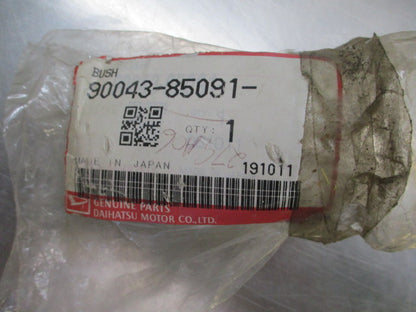 BUSH
90043-85091-
QTY: 1
MADE IN JAPAN
191011
GENUINE PARTS
DAIHATSU MOTOR CO.,LTD.